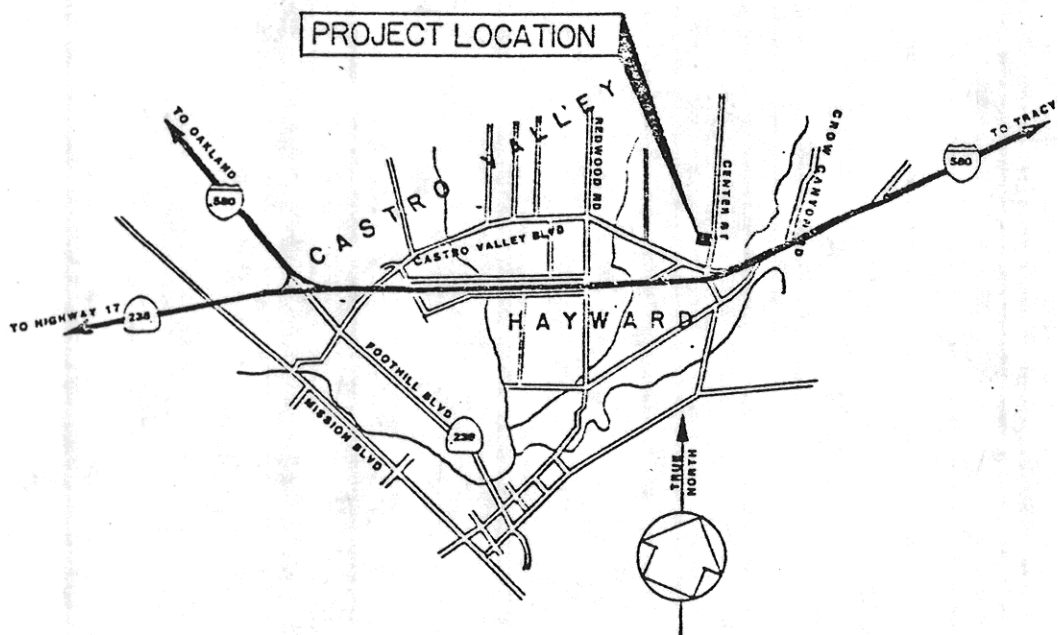 PROJECT LOCATION
TO OAKLAND
580
CASTRO VALLEY
REDWOOD RD
CENTER ST
CROW CANYON RD
TO TRACY
580
CASTRO VALLEY BLVD
TO HIGHWAY 17
238
HAYWARD
FOOTHILL BLVD
238
MISSION BLVD
TRUE
NORTH